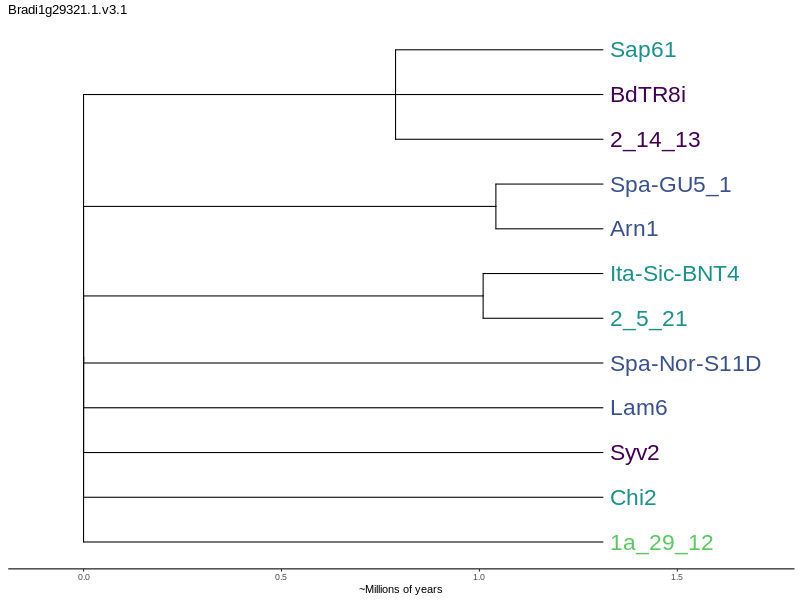 Bradi1g29321.1.v3.1
Sap61
BdTR8i
2_14_13
Spa-GU5_1
Arn1
Ita-Sic-BNT4
2_5_21
Spa-Nor-S11D
Lam6
Syv2
Chi2
1a_29_12
0.0 0.5 1.0 1.5
~Millions of years